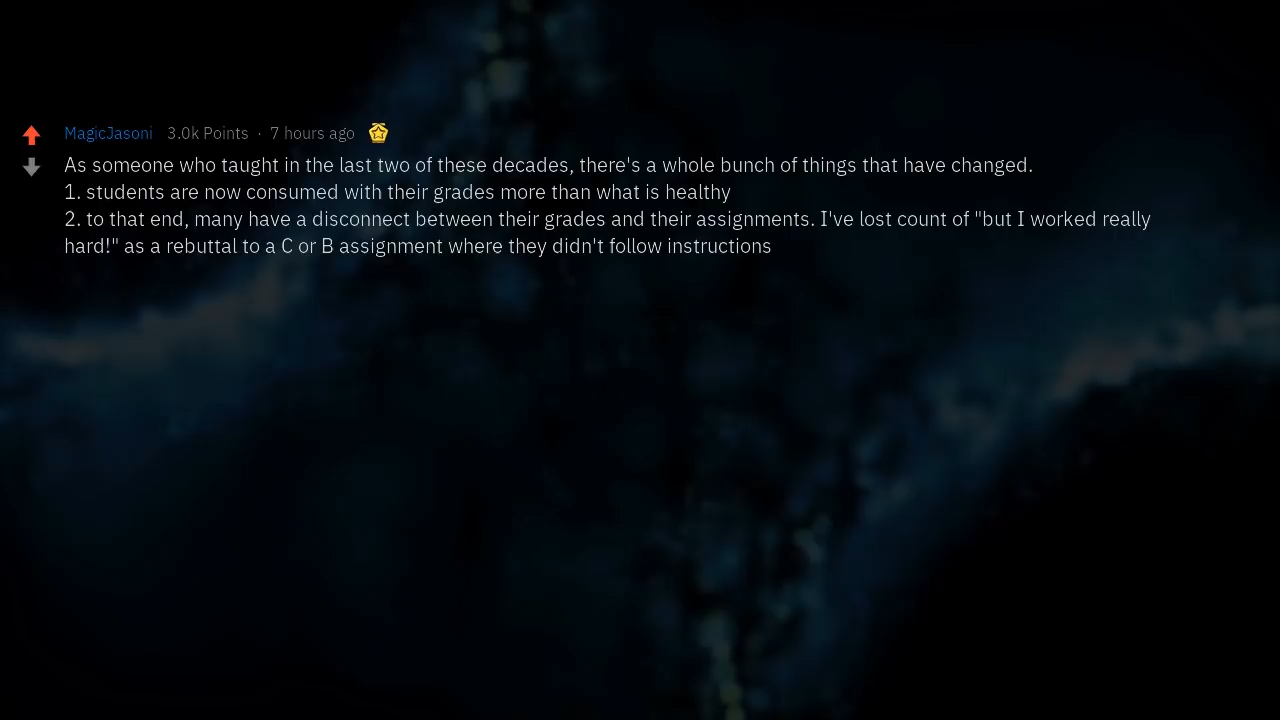 MagicJasoni 3.0k Points · 7 hours ago
As someone who taught in the last two of these decades, there's a whole bunch of things that have changed.
1. students are now consumed with their grades more than what is healthy
2. to that end, many have a disconnect between their grades and their assignments. I've lost count of "but I worked really
hard!" as a rebuttal to a C or B assignment where they didn't follow instructions